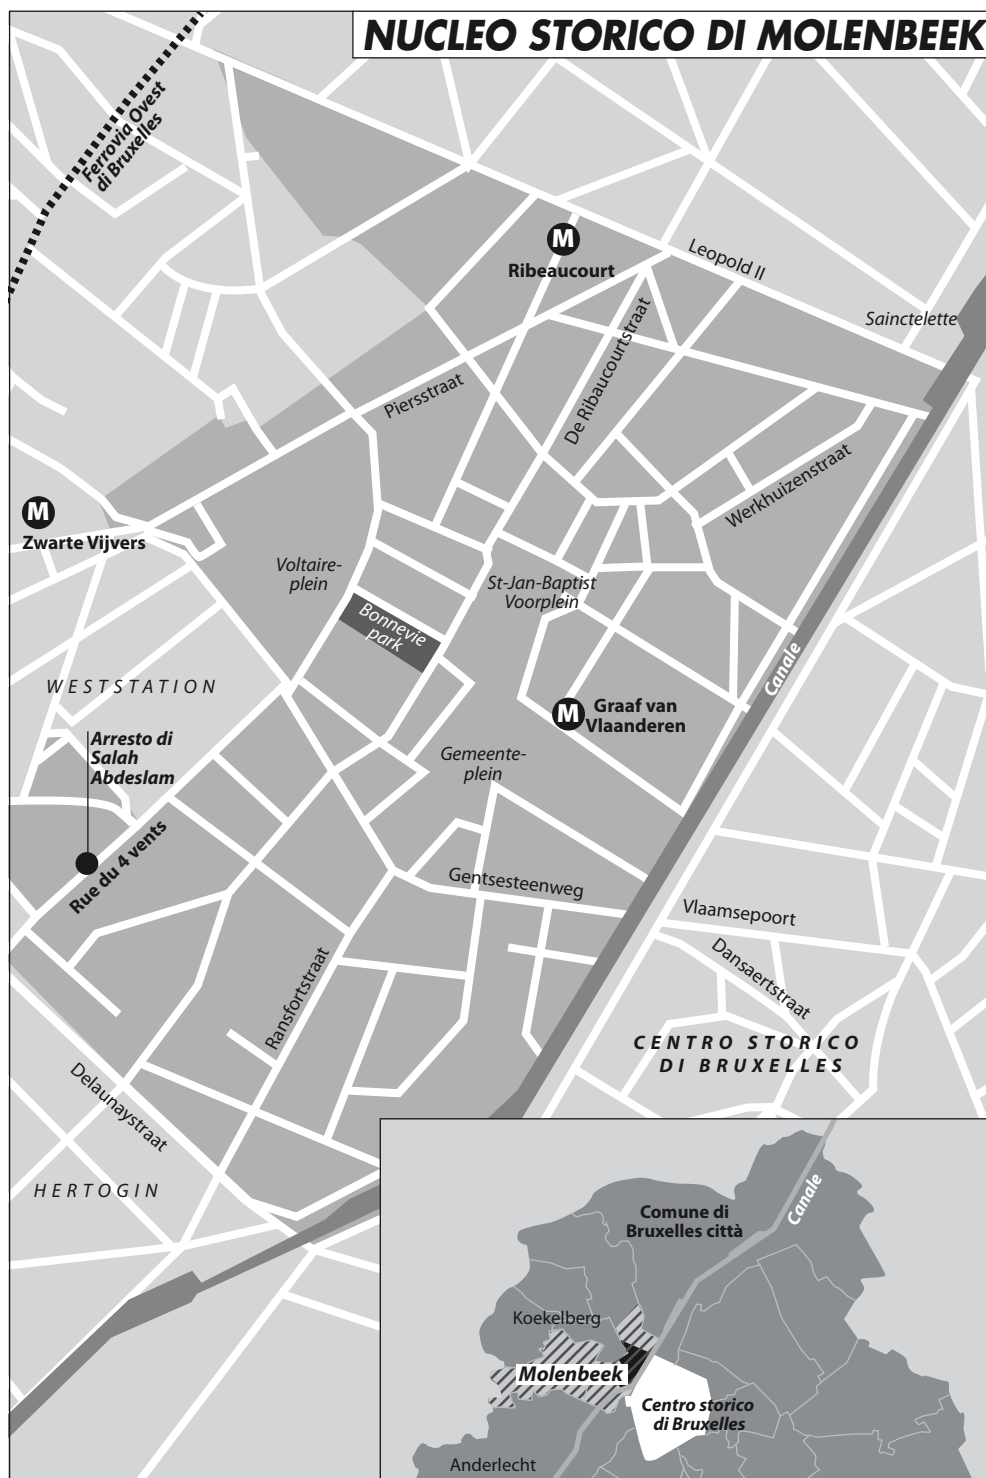 NUCLEO STORICO DI MOLENBEEK
Ferrovia Ovest
di Bruxelles
M
Ribeaucourt
Leopold II
Sainctelette
De Ribaucourtstraat
Piersstraat
Werkhuizenstraat
M
Zwarte Vijvers
Voltaire-
plein
St-Jan-Baptist
Voorplein
Bonnevie
park
Canale
WESTSTATION
M
Graaf van
Vlaanderen
Arresto di
Salah
Abdeslam
Gemeente-
plein
Rue du 4 vents
Gentsesteenweg
Vlaamsepoort
Dansaertstraat
Ransfortstraat
CENTRO STORICO
DI BRUXELLES
Delaunaystraat
HERTOGIN
Comune di
Bruxelles città
Canale
Koekelberg
Molenbeek
Centro storico
di Bruxelles
Anderlecht